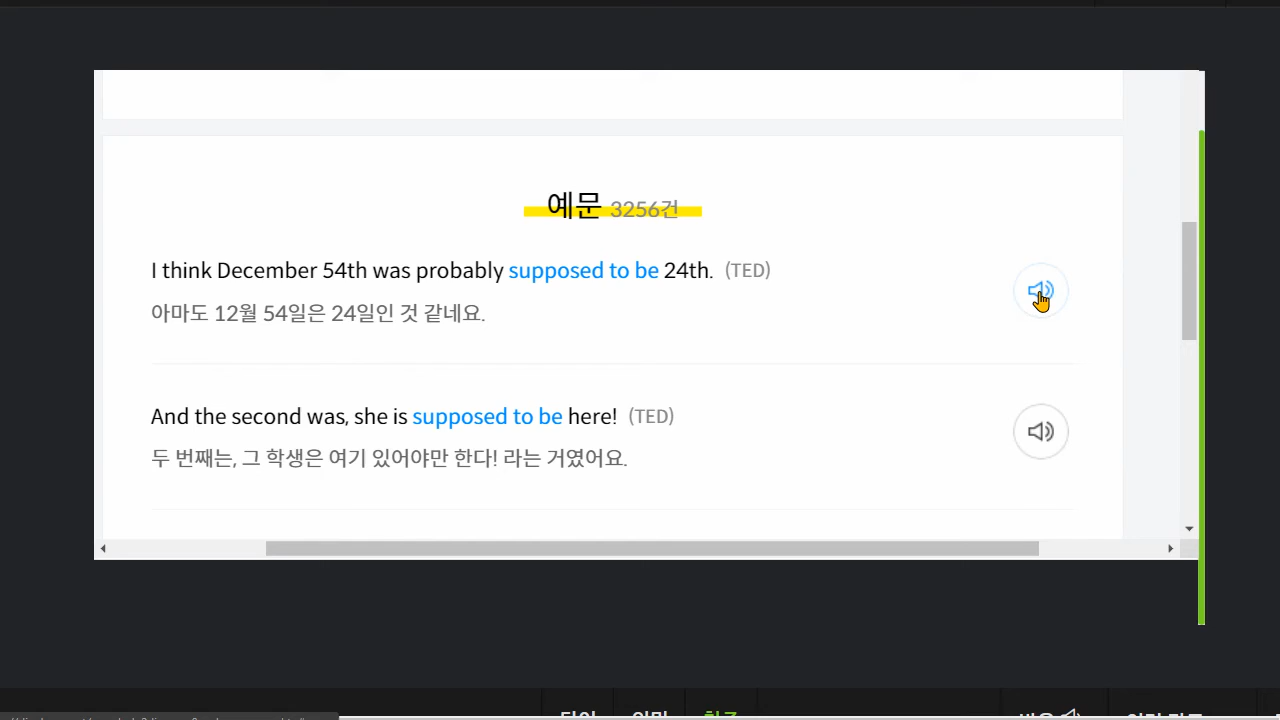 예문 3256건
I think December 54th was probably supposed to be 24th. (TED)
아마도 12월 54일은 24일인 것 같네요.
And the second was, she is supposed to be here! (TED)
두 번째는, 그 학생은 여기 있어야만 한다! 라는 거였어요.